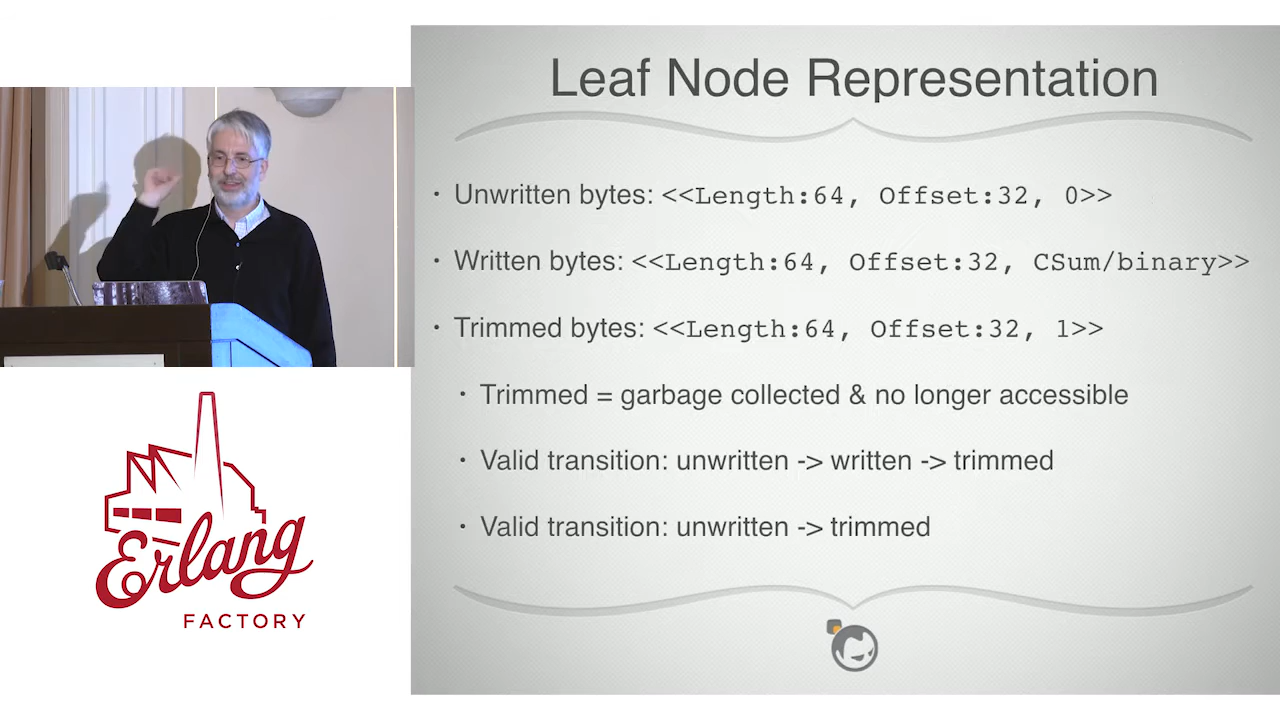 Leaf Node Representation
• Unwritten bytes: <<Length:64, Offset:32, 0>>
• Written bytes: <<Length:64, Offset:32, CSum/binary>>
• Trimmed bytes: <<Length:64, Offset:32, 1>>
• Trimmed = garbage collected & no longer accessible
• Valid transition: unwritten -> written -> trimmed
• Valid transition: unwritten -> trimmed
Erlang
FACTORY